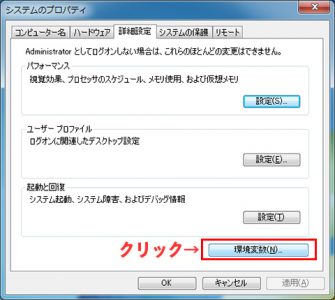 システムのプロパティ
コンピューター名 ハードウェア 詳細設定 システムの保護 リモート
Administrator としてログオンしない場合は、これらのほとんどの変更はできません。
パフォーマンス
視覚効果、プロセッサのスケジュール、メモリ使用、および仮想メモリ
設定(S)...
ユーザー プロファイル
ログオンに関連したデスクトップ設定
設定(E)...
起動と回復
システム起動、システム障害、およびデバッグ情報
設定(T)
クリック→ 環境変数(N)...
OK キャンセル 適用(A)